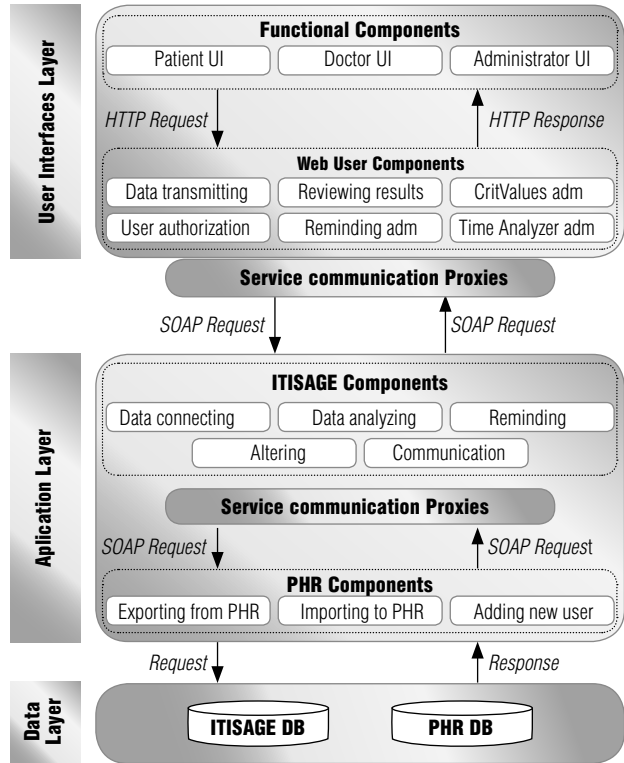 User Interfaces Layer
Functional Components
Patient UI
Doctor UI
Administrator UI
HTTP Request
HTTP Response
Web User Components
Data transmitting
Reviewing results
CritValues adm
User authorization
Reminding adm
Time Analyzer adm
Service communication Proxies
SOAP Request
SOAP Request
Aplication Layer
ITISAGE Components
Data connecting
Data analyzing
Reminding
Altering
Communication
Service communication Proxies
SOAP Request
SOAP Request
PHR Components
Exporting from PHR
Importing to PHR
Adding new user
Request
Response
Data
Layer
ITISAGE DB
PHR DB